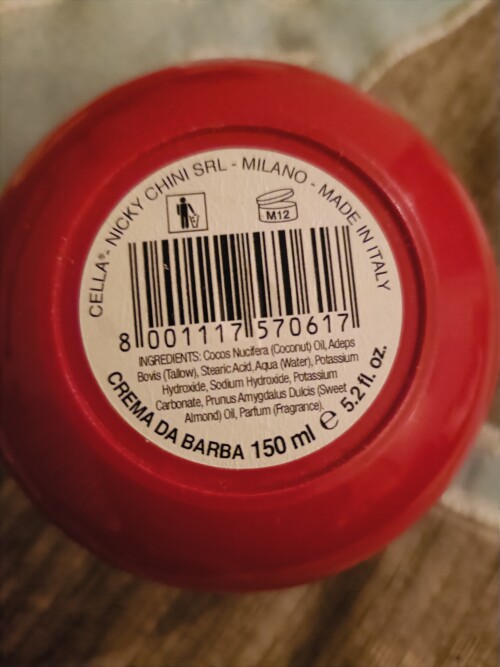 CELLA®- NICKY CHINI SRL - MILANO - MADE IN ITALY
M12
8 001117 570617
INGREDIENTS: Cocos Nucifera (Coconut) Oil, Adeps
Bovis (Tallow), Stearic Acid, Aqua (Water), Potassium
Hydroxide, Sodium Hydroxide, Potassium
Carbonate, Prunus Amygdalus Dulcis (Sweet
Almond) Oil, Parfum (Fragrance).
CREMA DA BARBA 150 ml ℮ 5.2 fl. oz.